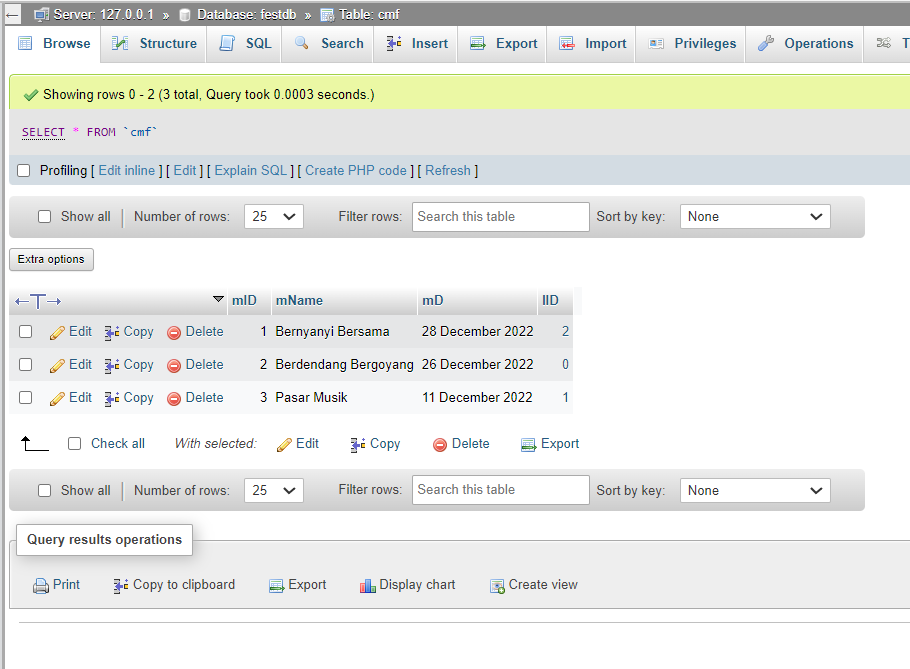 Server: 127.0.0.1 » Database: festdb » Table: cmf
Browse Structure SQL Search Insert Export Import Privileges Operations T
Showing rows 0 - 2 (3 total, Query took 0.0003 seconds.)
SELECT * FROM `cmf`
Profiling [ Edit inline ] [ Edit ] [ Explain SQL ] [ Create PHP code ] [ Refresh ]
Show all | Number of rows: 25 Filter rows: Search this table Sort by key: None
Extra options
←T→ mID mName mD lID
Edit Copy Delete 1 Bernyanyi Bersama 28 December 2022 2
Edit Copy Delete 2 Berdendang Bergoyang 26 December 2022 0
Edit Copy Delete 3 Pasar Musik 11 December 2022 1
Check all With selected: Edit Copy Delete Export
Show all | Number of rows: 25 Filter rows: Search this table Sort by key: None
Query results operations
Print Copy to clipboard Export Display chart Create view